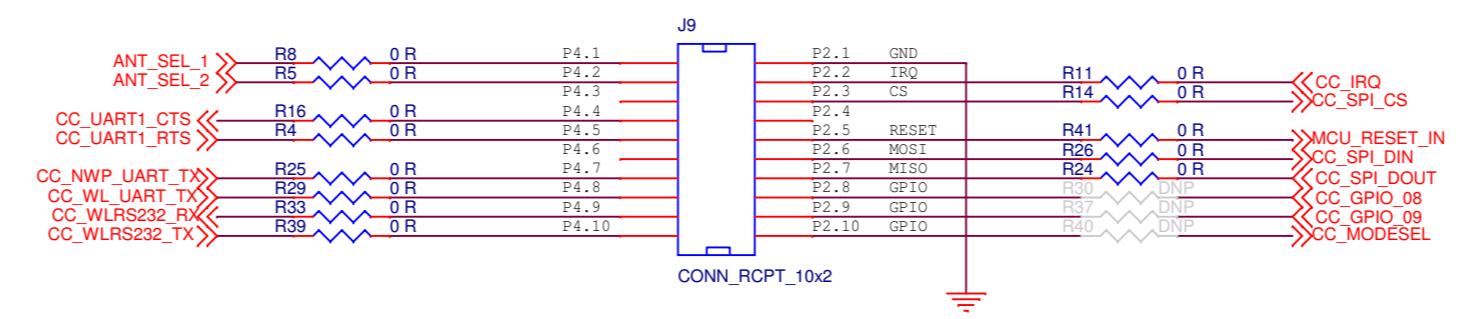 J9
ANT_SEL_1 R8 0 R P4.1 P2.1 GND
ANT_SEL_2 R5 0 R P4.2 P2.2 IRQ R11 0 R CC_IRQ
P4.3 P2.3 CS R14 0 R CC_SPI_CS
CC_UART1_CTS R16 0 R P4.4 P2.4
CC_UART1_RTS R4 0 R P4.5 P2.5 RESET R41 0 R MCU_RESET_IN
P4.6 P2.6 MOSI R26 0 R CC_SPI_DIN
CC_NWP_UART_TX R25 0 R P4.7 P2.7 MISO R24 0 R CC_SPI_DOUT
CC_WL_UART_TX R29 0 R P4.8 P2.8 GPIO R30 DNP CC_GPIO_08
CC_WLRS232_RX R33 0 R P4.9 P2.9 GPIO R37 DNP CC_GPIO_09
CC_WLRS232_TX R39 0 R P4.10 P2.10 GPIO R40 DNP CC_MODESEL
CONN_RCPT_10x2